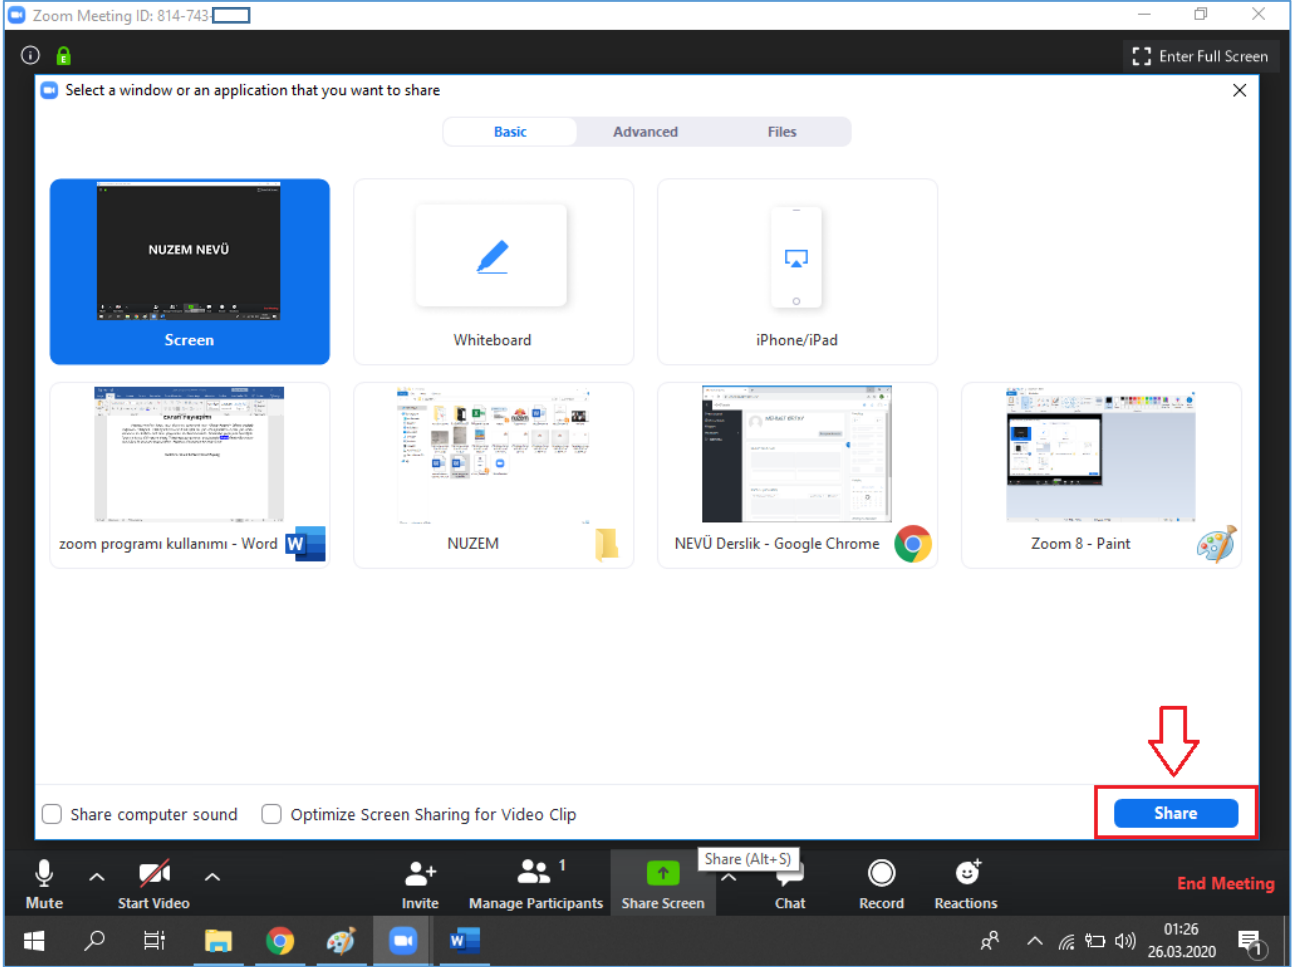 Zoom Meeting ID: 814-743-
Enter Full Screen
Select a window or an application that you want to share
Basic Advanced Files
NUZEM NEVÜ
Screen
Whiteboard
iPhone/iPad
Ekran Paylaşımı
zoom programı kullanımı - Word
NUZEM
NEVÜ Derslik - Google Chrome
Zoom 8 - Paint
Share computer sound
Optimize Screen Sharing for Video Clip
Share
Share (Alt+S)
1
Mute
Start Video
Invite
Manage Participants
Share Screen
Chat
Record
Reactions
End Meeting
01:26
26.03.2020
1